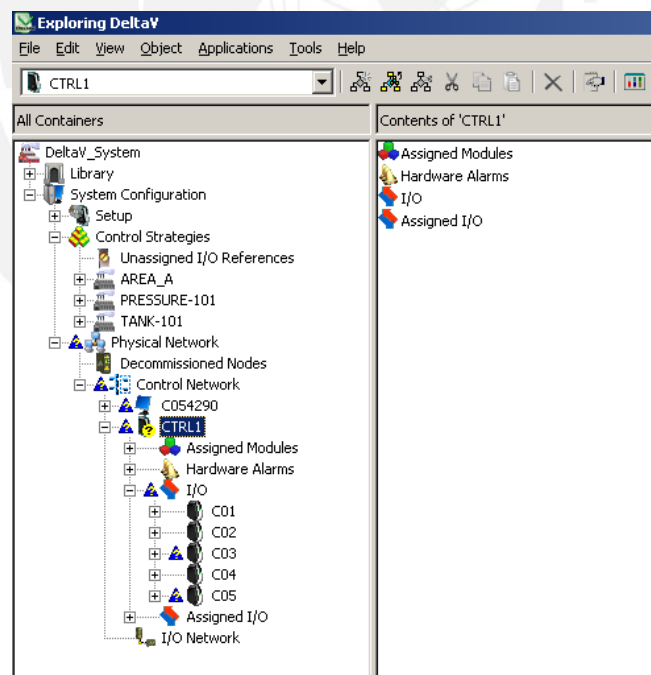 Exploring DeltaV
File Edit View Object Applications Tools Help
CTRL1
All Containers
Contents of 'CTRL1'
DeltaV_System
Library
System Configuration
Setup
Control Strategies
Unassigned I/O References
AREA_A
PRESSURE-101
TANK-101
Physical Network
Decommissioned Nodes
Control Network
C054290
CTRL1
Assigned Modules
Hardware Alarms
I/O
C01
C02
C03
C04
C05
Assigned I/O
I/O Network
Assigned Modules
Hardware Alarms
I/O
Assigned I/O